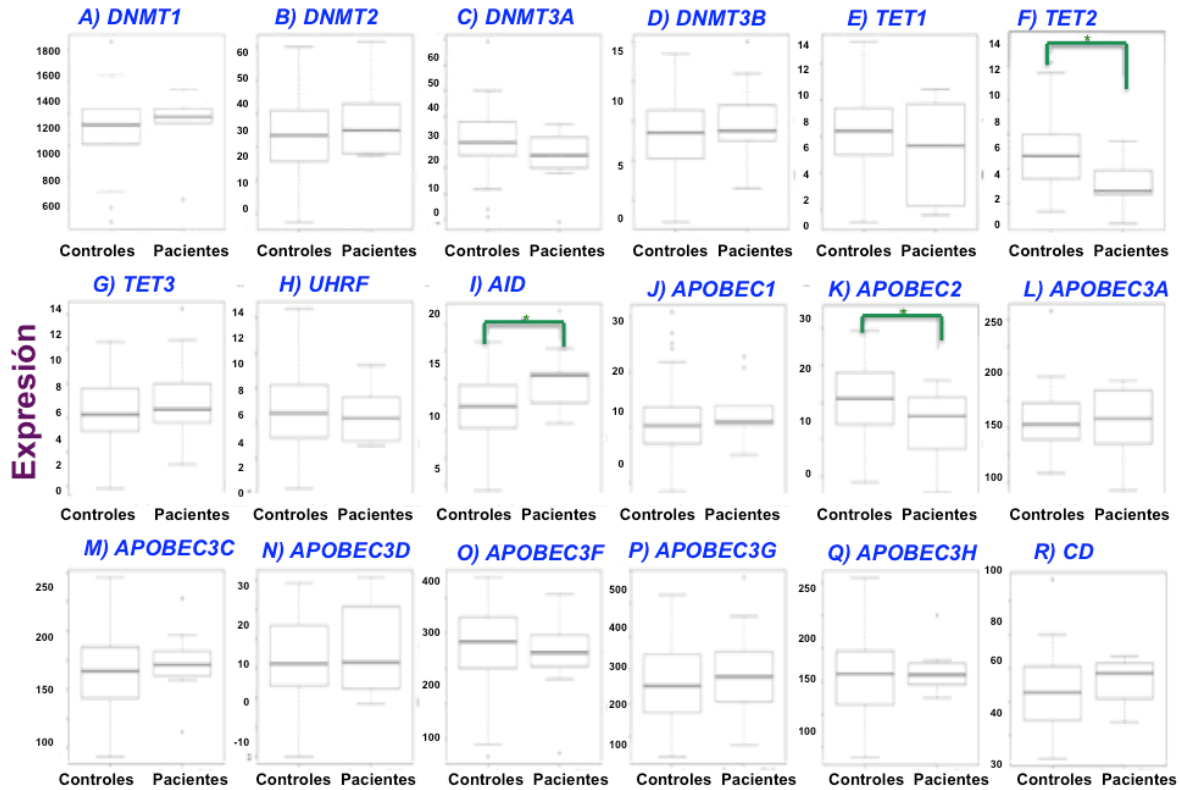 Expresión
A) DNMT1
1800
1600
1400
1200
1000
800
600
Controles Pacientes
B) DNMT2
60
50
40
30
20
10
0
Controles Pacientes
C) DNMT3A
60
50
40
30
20
10
0
Controles Pacientes
D) DNMT3B
15
10
5
0
Controles Pacientes
E) TET1
14
12
10
8
6
4
2
0
Controles Pacientes
F) TET2
*
14
12
10
8
6
4
2
0
Controles Pacientes
G) TET3
14
12
10
8
6
4
2
0
Controles Pacientes
H) UHRF
14
12
10
8
6
4
2
0
Controles Pacientes
I) AID
*
20
15
10
5
Controles Pacientes
J) APOBEC1
30
20
10
0
Controles Pacientes
K) APOBEC2
*
30
20
10
0
Controles Pacientes
L) APOBEC3A
250
200
150
100
Controles Pacientes
M) APOBEC3C
250
200
150
100
Controles Pacientes
N) APOBEC3D
30
20
10
0
-10
Controles Pacientes
O) APOBEC3F
400
300
200
100
Controles Pacientes
P) APOBEC3G
500
400
300
200
100
Controles Pacientes
Q) APOBEC3H
250
200
150
100
Controles Pacientes
R) CD
100
80
60
40
30
Controles Pacientes